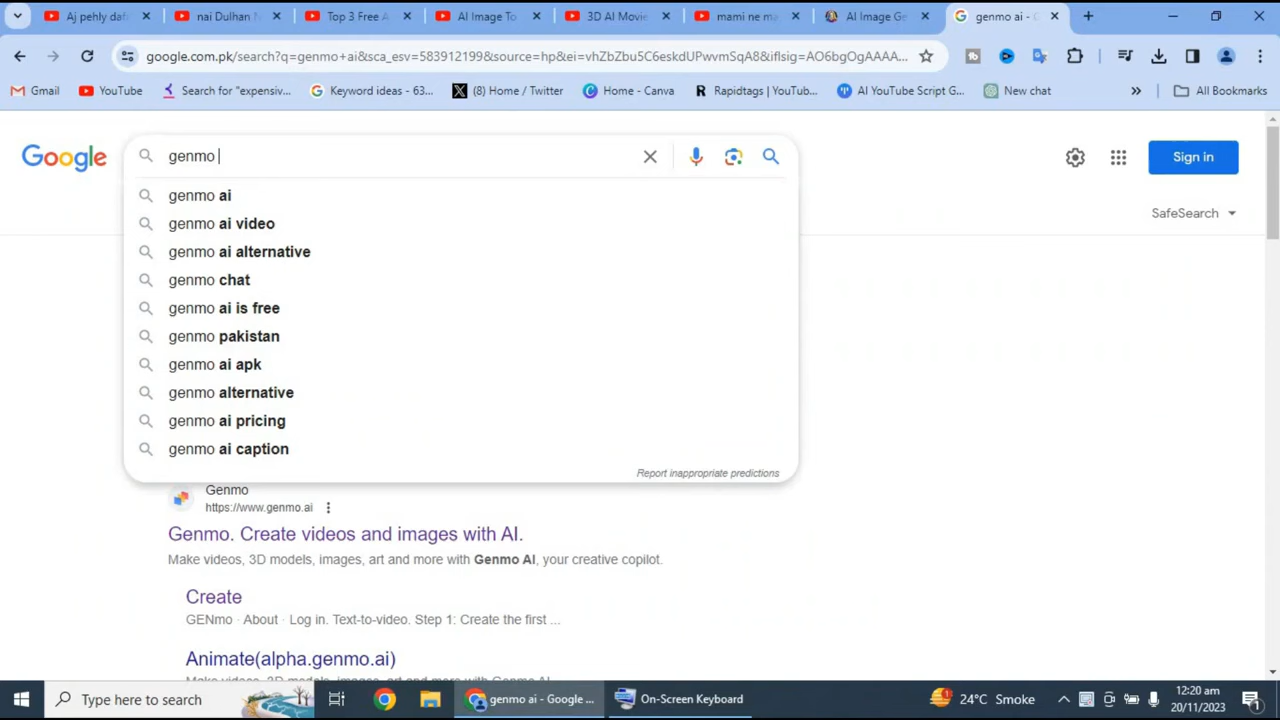 Aj pehly dat
nai Dulhan M
Top 3 Free A
AI Image To
3D AI Movie
mami ne ma
AI Image Ge
genmo ai - G
google.com.pk/search?q=genmo+ai&sca_esv=583912199&source=hp&ei=vhZbZbu5C6eskdUPwvmSqA8&iflsig=AO6bgOgAAAA...
Gmail
YouTube
Search for "expensiv...
Keyword ideas - 63...
(8) Home / Twitter
Home - Canva
Rapidtags | YouTub...
AI YouTube Script G...
New chat
»
All Bookmarks
Google
genmo
Sign in
genmo ai
genmo ai video
genmo ai alternative
genmo chat
genmo ai is free
genmo pakistan
genmo ai apk
genmo alternative
genmo ai pricing
genmo ai caption
Report inappropriate predictions
SafeSearch
Genmo
https://www.genmo.ai
Genmo. Create videos and images with AI.
Make videos, 3D models, images, art and more with Genmo AI, your creative copilot.
Create
GENmo · About · Log in. Text-to-video. Step 1: Create the first ...
Animate(alpha.genmo.ai)
Type here to search
genmo ai - Google ...
On-Screen Keyboard
24°C Smoke
12:20 am
20/11/2023